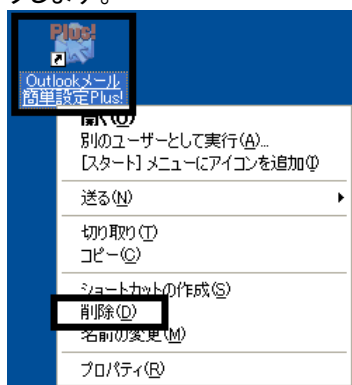 Plus!
Outlookメール
簡単設定Plus!
開く(O)
別のユーザーとして実行(A)...
[スタート] メニューにアイコンを追加(I)
送る(N)
切り取り(T)
コピー(C)
ショートカットの作成(S)
削除(D)
名前の変更(M)
プロパティ(R)